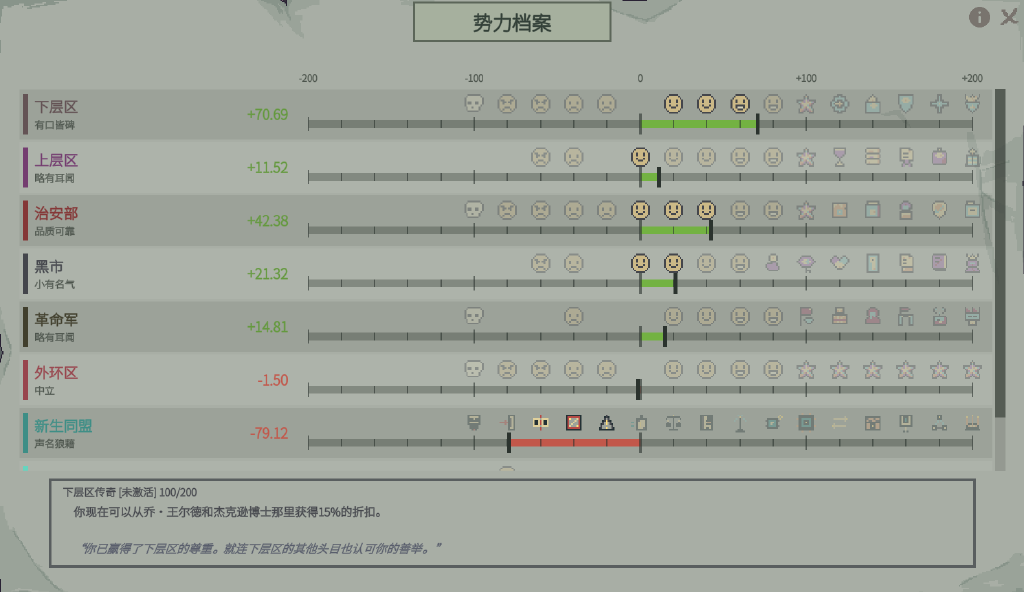 势力档案
-200 -100 0 +100 +200
下层区 +70.69
有口皆碑
上层区 +11.52
略有耳闻
治安部 +42.38
品质可靠
黑市 +21.32
小有名气
革命军 +14.81
略有耳闻
外环区 -1.50
中立
新生同盟 -79.12
声名狼藉
下层区传奇 [未激活] 100/200
你现在可以从乔·王尔德和杰克逊博士那里获得15%的折扣。
“你已赢得了下层区的尊重。就连下层区的其他头目也认可你的善举。”